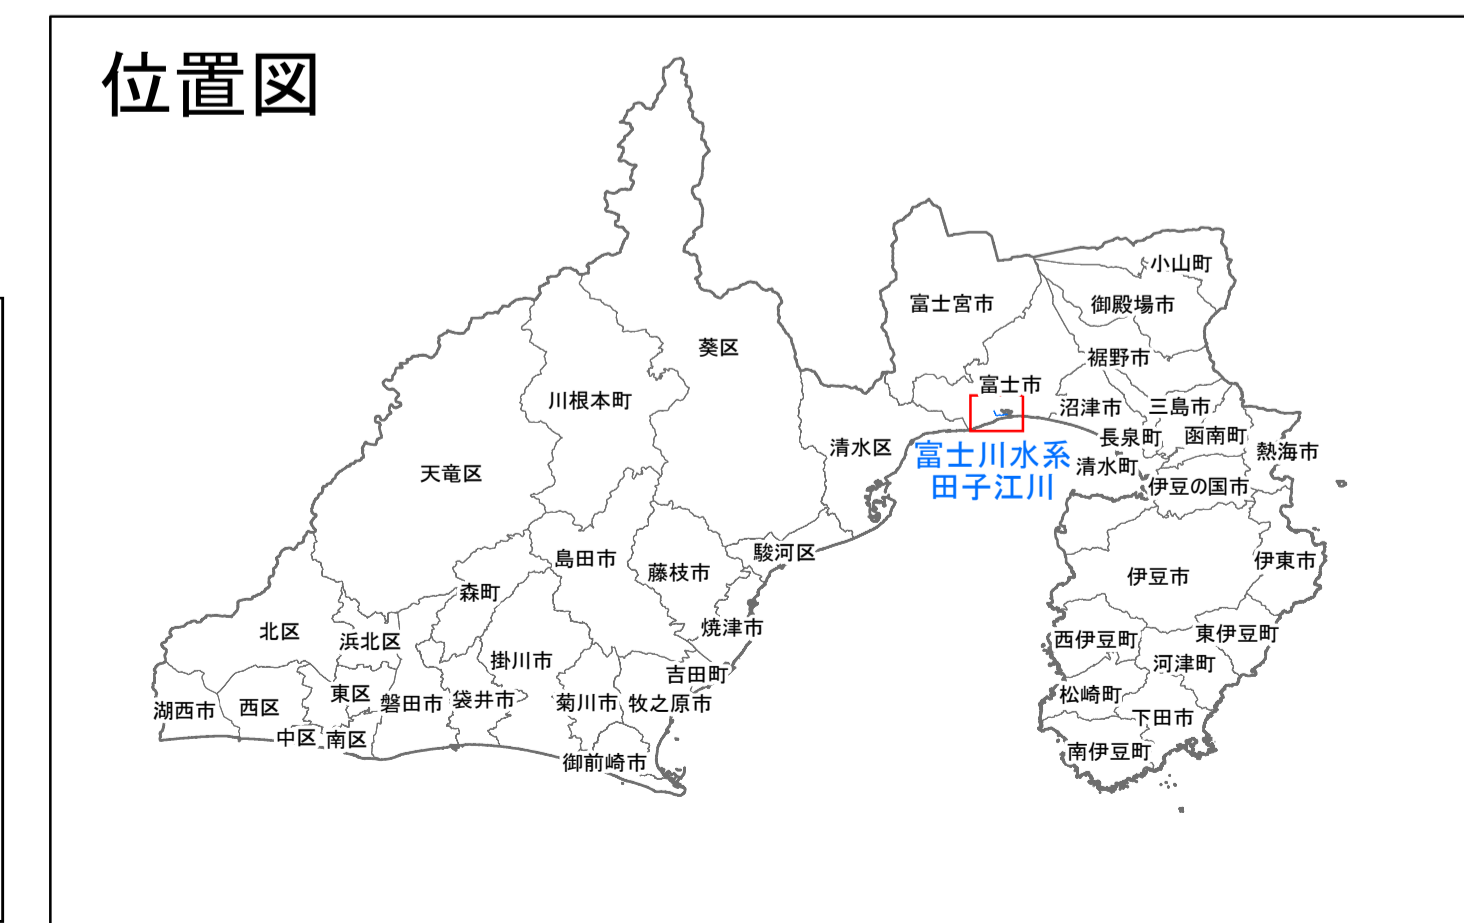 位置図
小山町
富士宮市
御殿場市
葵区
裾野市
富士市
川根本町
沼津市
三島市
長泉町
函南町
清水区
熱海市
富士川水系
田子江川
清水町
天竜区
伊豆の国市
駿河区
島田市
伊東市
藤枝市
伊豆市
森町
焼津市
北区
浜北区
西伊豆町
東伊豆町
掛川市
河津町
吉田町
東区
松崎町
湖西市
西区
磐田市
袋井市
菊川市
牧之原市
下田市
中区
南区
南伊豆町
御前崎市